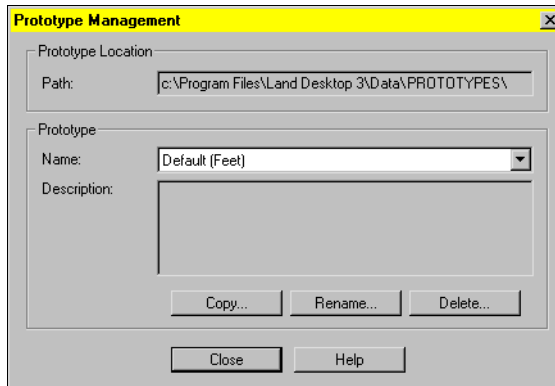 Prototype Management
Prototype Location
Path: c:\Program Files\Land Desktop 3\Data\PROTOTYPES\
Prototype
Name: Default (Feet)
Description:
Copy... Rename... Delete...
Close Help